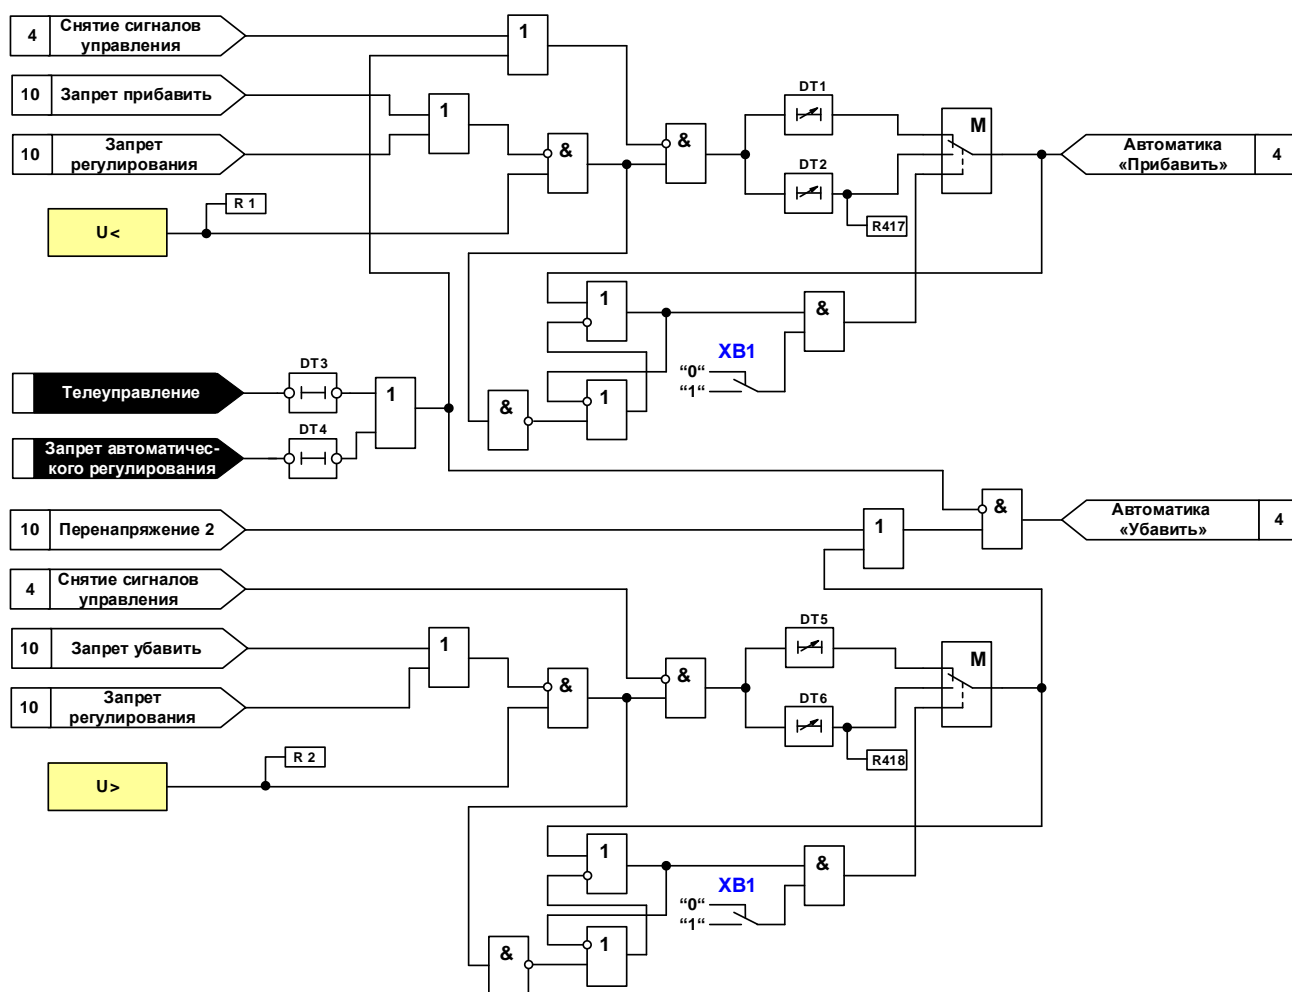 4
Снятие сигналов
управления
1
10
Запрет прибавить
1
10
Запрет
регулирования
&
&
DT1
DT2
M
Автоматика
«Прибавить»
4
R 1
U<
R417
1
&
XB1
“0“
“1“
1
&
Телеуправление
DT3
1
Запрет автоматичес-
кого регулирования
DT4
10
Перенапряжение 2
1
&
Автоматика
«Убавить»
4
4
Снятие сигналов
управления
10
Запрет убавить
1
10
Запрет
регулирования
&
&
DT5
DT6
M
R 2
U>
R418
1
&
XB1
“0“
“1“
1
&